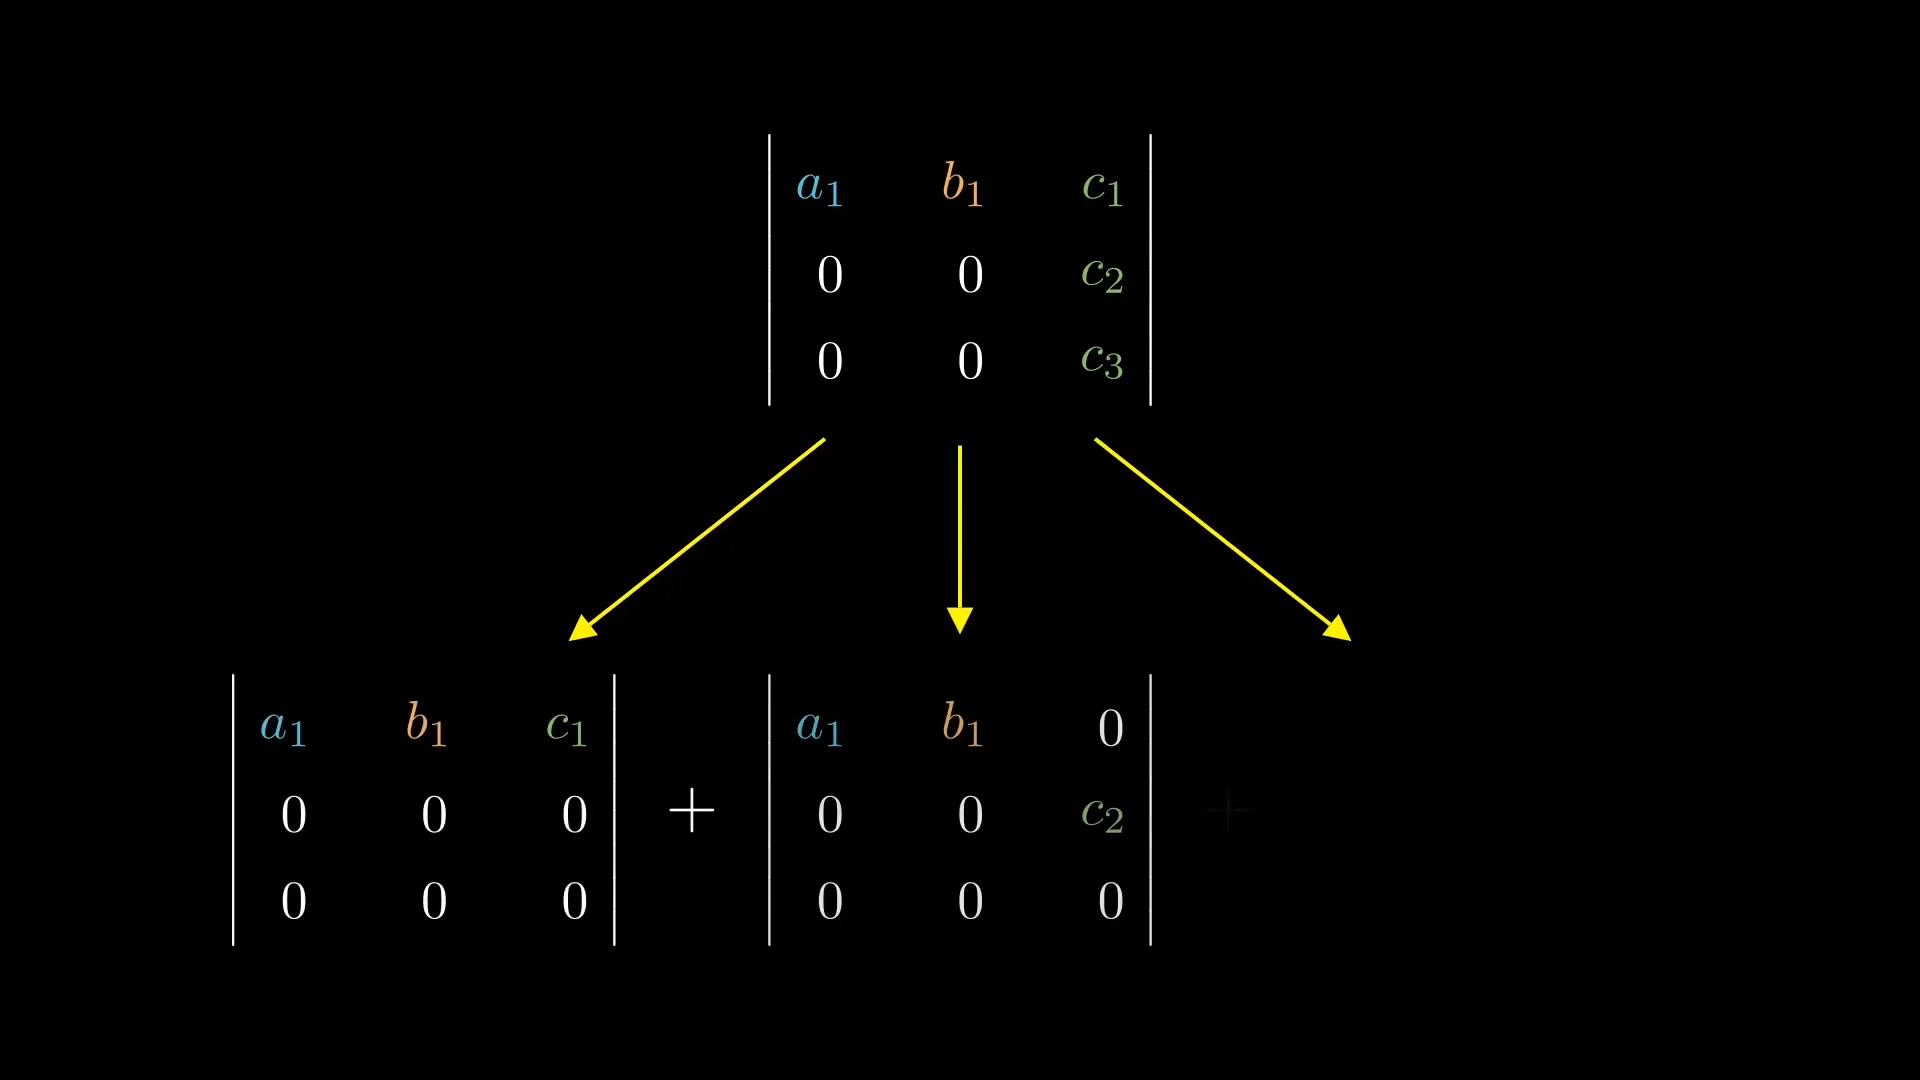 | a₁ b₁ c₁ |
| 0 0 c₂ |
| 0 0 c₃ |
| a₁ b₁ c₁ | + | a₁ b₁ 0 | +
| 0 0 0 | | 0 0 c₂ |
| 0 0 0 | | 0 0 0 |